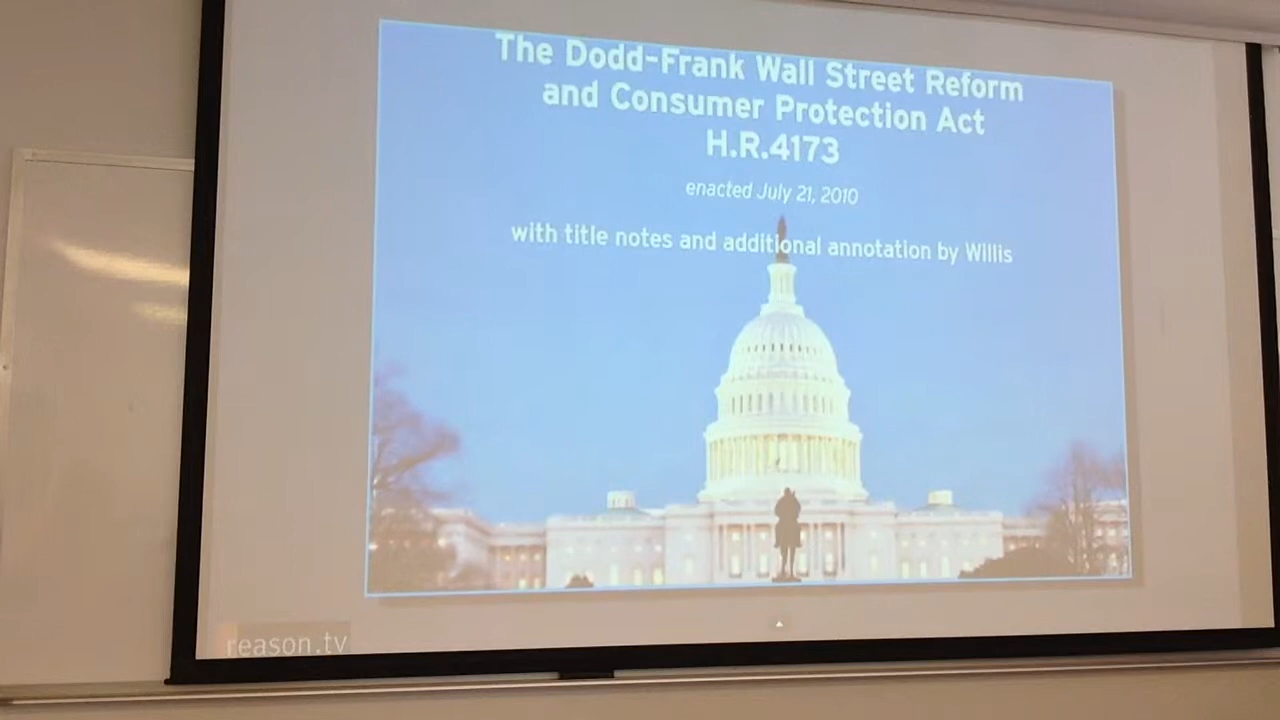 The Dodd-Frank Wall Street Reform
and Consumer Protection Act
H.R.4173
enacted July 21, 2010
with title notes and additional annotation by Willis
reason.tv